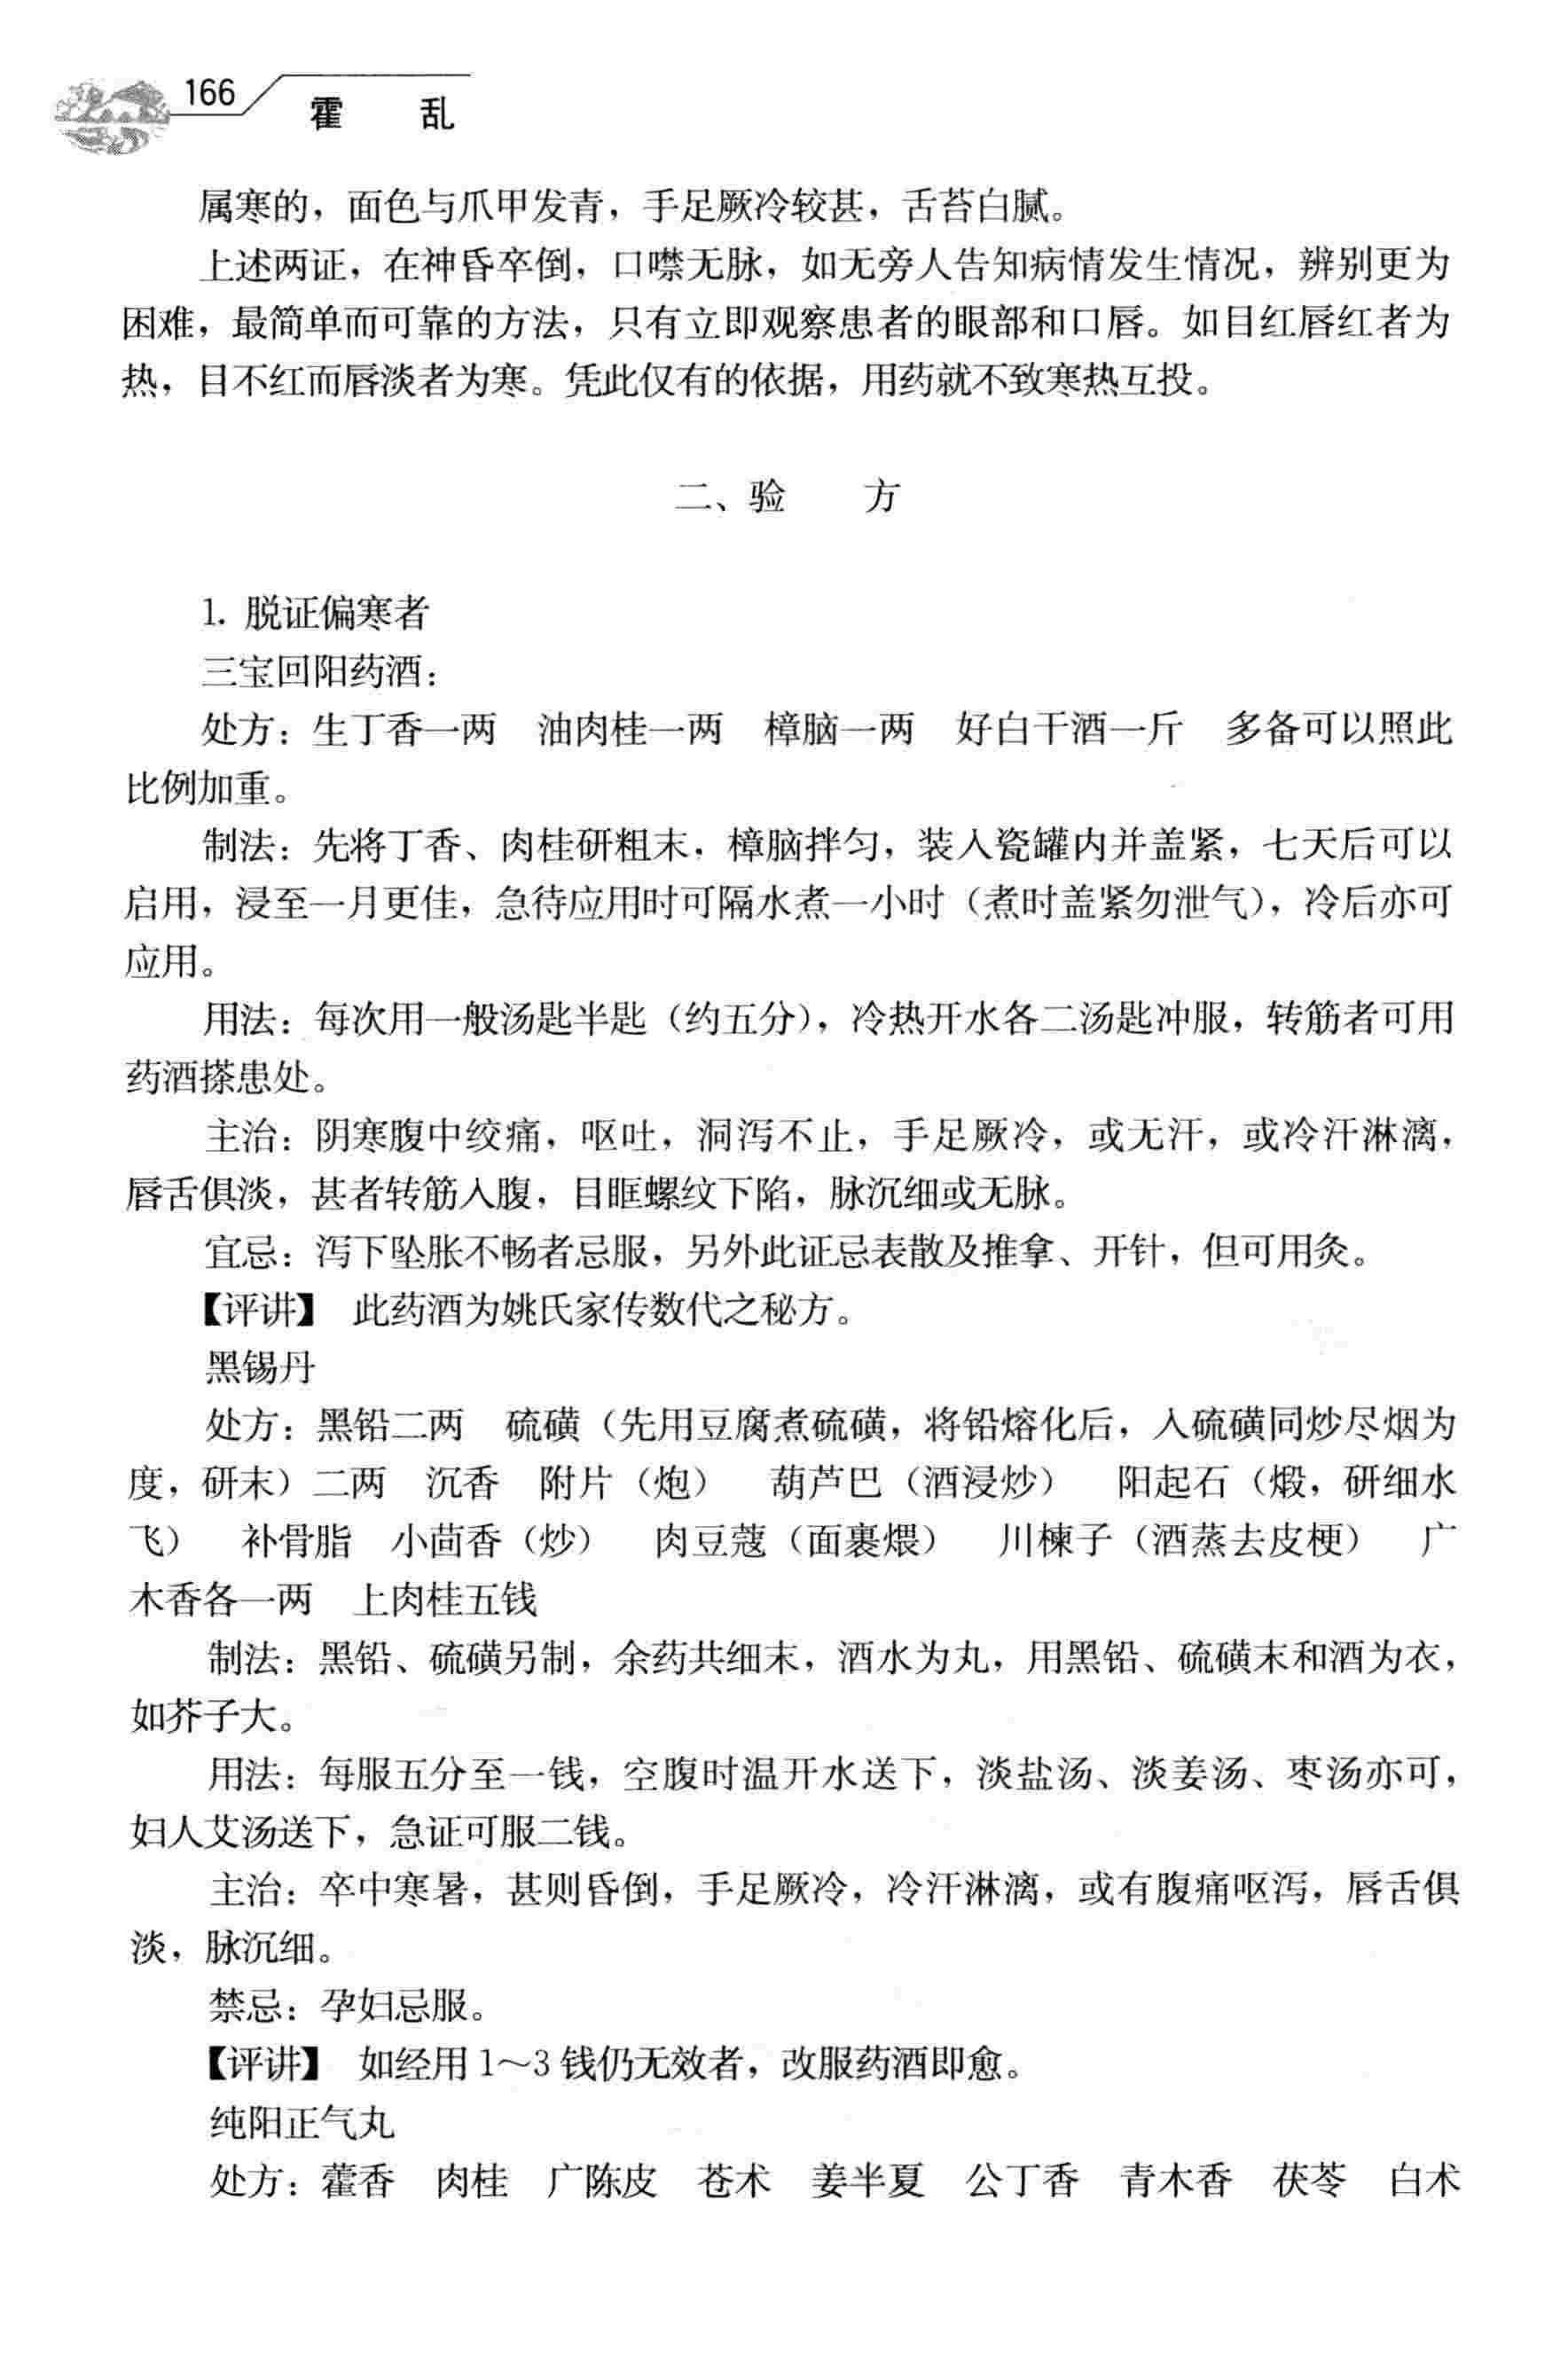 166
霍 乱
属寒的，面色与爪甲发青，手足厥冷较甚，舌苔白腻。
上述两证，在神昏卒倒，口噤无脉，如无旁人告知病情发生情况，辨别更为
困难，最简单而可靠的方法，只有立即观察患者的眼部和口唇。如目红唇红者为
热，目不红而唇淡者为寒。凭此仅有的依据，用药就不致寒热互投。
二、验 方
1. 脱证偏寒者
三宝回阳药酒：
处方：生丁香一两 油肉桂一两 樟脑一两 好白干酒一斤 多备可以照此
比例加重。
制法：先将丁香、肉桂研粗末，樟脑拌匀，装入瓷罐内并盖紧，七天后可以
启用，浸至一月更佳，急待应用时可隔水煮一小时（煮时盖紧勿泄气），冷后亦可
应用。
用法：每次用一般汤匙半匙（约五分），冷热开水各二汤匙冲服，转筋者可用
药酒搽患处。
主治：阴寒腹中绞痛，呕吐，洞泻不止，手足厥冷，或无汗，或冷汗淋漓，
唇舌俱淡，甚者转筋入腹，目眶螺纹下陷，脉沉细或无脉。
宜忌：泻下坠胀不畅者忌服，另外此证忌表散及推拿、开针，但可用灸。
【评讲】 此药酒为姚氏家传数代之秘方。
黑锡丹
处方：黑铅二两 硫磺（先用豆腐煮硫磺，将铅熔化后，入硫磺同炒尽烟为
度，研末）二两 沉香 附片（炮） 葫芦巴（酒浸炒） 阳起石（煅，研细水
飞） 补骨脂 小茴香（炒） 肉豆蔻（面裹煨） 川楝子（酒蒸去皮梗） 广
木香各一两 上肉桂五钱
制法：黑铅、硫磺另制，余药共细末，酒水为丸，用黑铅、硫磺末和酒为衣，
如芥子大。
用法：每服五分至一钱，空腹时温开水送下，淡盐汤、淡姜汤、枣汤亦可，
妇人艾汤送下，急证可服二钱。
主治：卒中寒暑，甚则昏倒，手足厥冷，冷汗淋漓，或有腹痛呕泻，唇舌俱
淡，脉沉细。
禁忌：孕妇忌服。
【评讲】 如经用 1～3 钱仍无效者，改服药酒即愈。
纯阳正气丸
处方：藿香 肉桂 广陈皮 苍术 姜半夏 公丁香 青木香 茯苓 白术